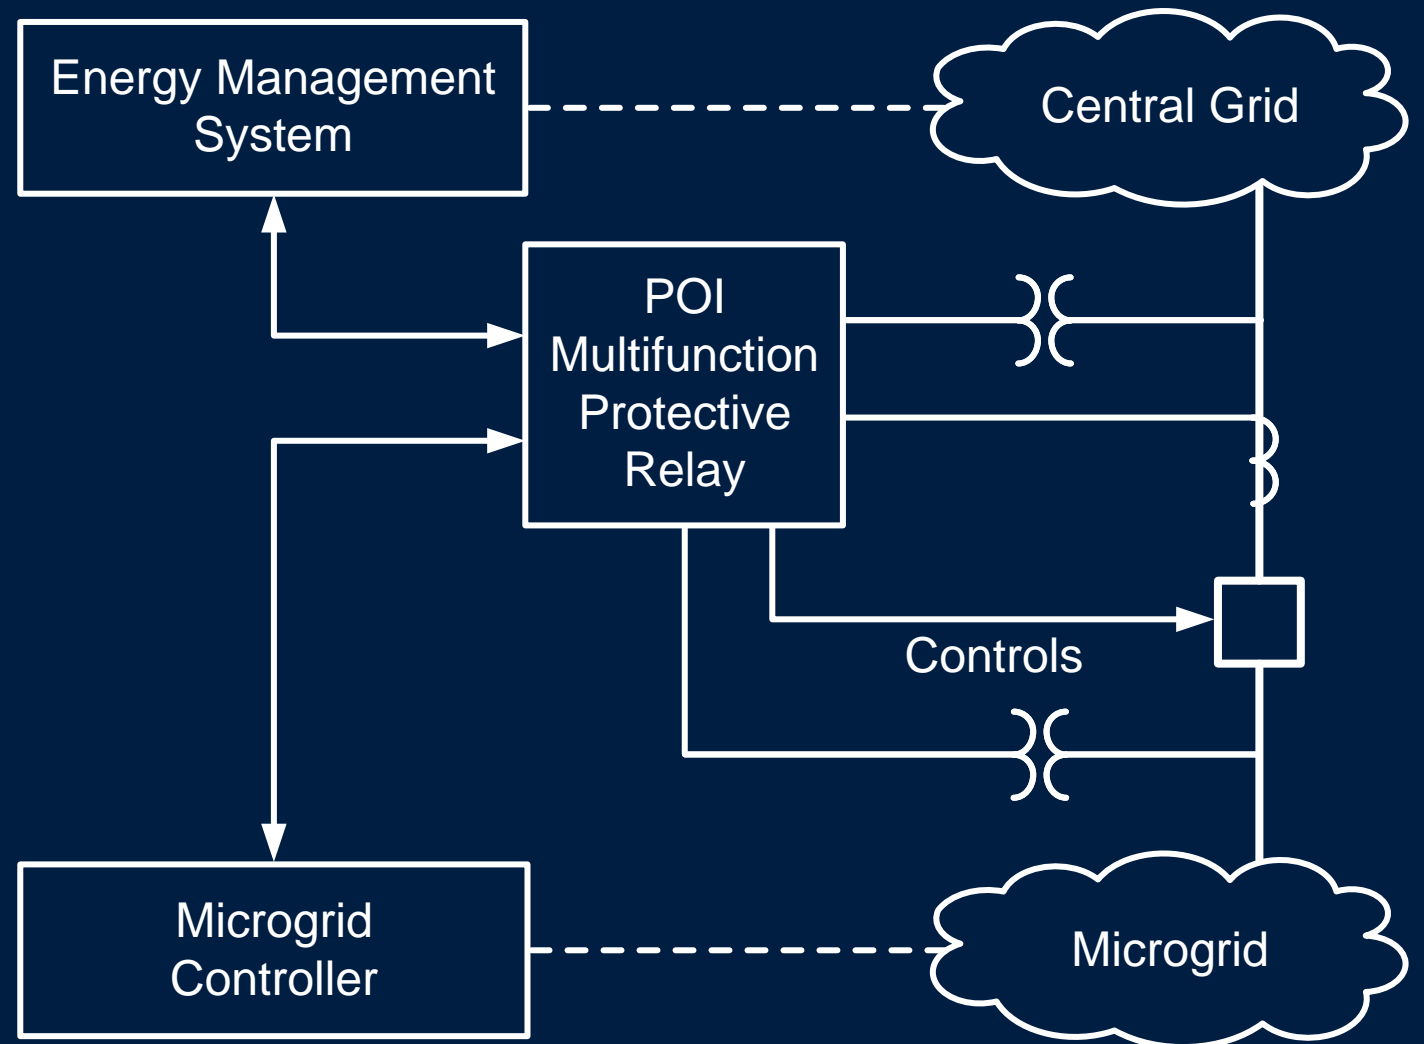 Energy Management
System
Central Grid
POI
Multifunction
Protective
Relay
Controls
Microgrid
Controller
Microgrid